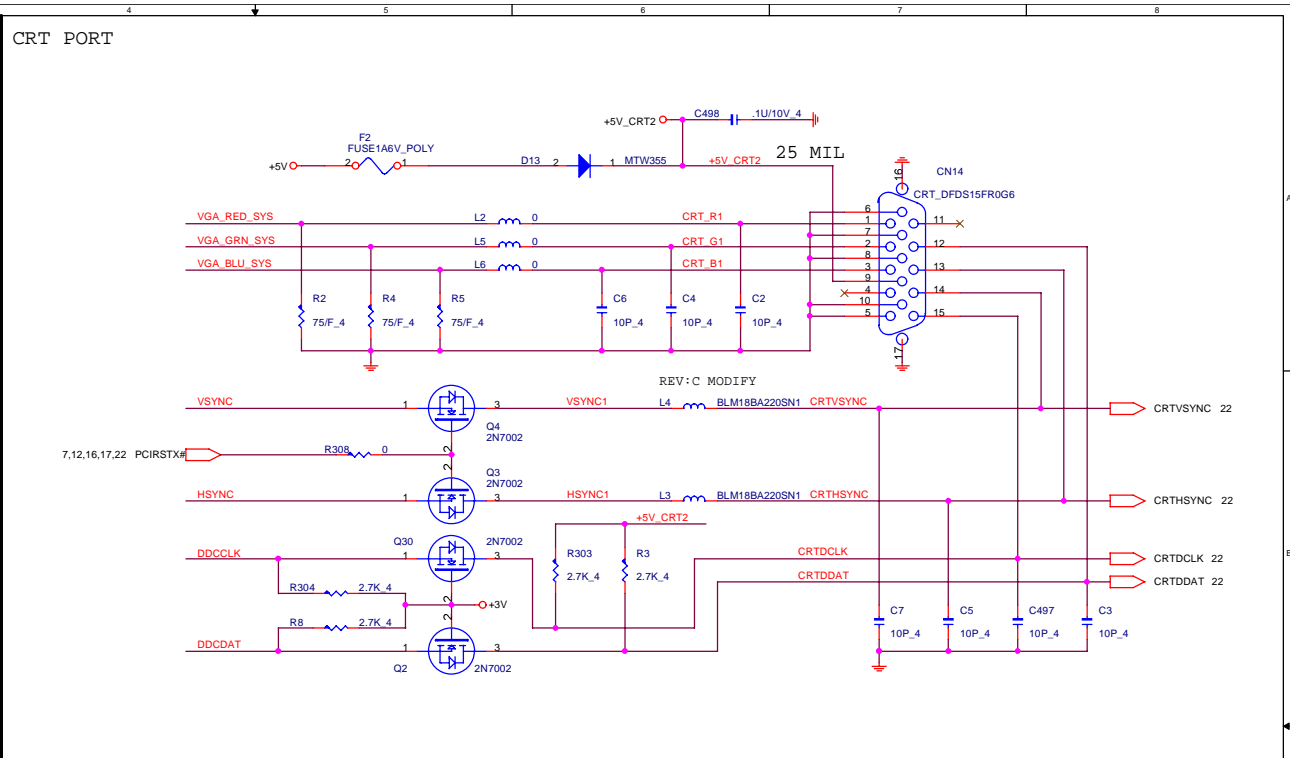 4 5 6 7 8
CRT PORT
+5V_CRT2 C498 .1U/10V_4
F2
FUSE1A6V_POLY
25 MIL
+5V 2 1 D13 2 1 MTW355 +5V_CRT2
16 CN14
CRT_DFDS15FR0G6
A
VGA_RED_SYS L2 0 CRT_R1
VGA_GRN_SYS L5 0 CRT_G1
VGA_BLU_SYS L6 0 CRT_B1
6
1 11
7
2 12
8
3 13
9
4 14
10
5 15
17
R2 R4 R5 C6 C4 C2
75/F_4 75/F_4 75/F_4 10P_4 10P_4 10P_4
REV:C MODIFY
VSYNC 1 3 VSYNC1 L4 BLM18BA220SN1 CRTVSYNC CRTVSYNC 22
Q4
2N7002
2
7,12,16,17,22 PCIRSTX# R308 0
2
Q3
2N7002
HSYNC 1 3 HSYNC1 L3 BLM18BA220SN1 CRTHSYNC CRTHSYNC 22
+5V_CRT2
Q30 2N7002
DDCCLK 1 3 R303 R3 CRTDCLK CRTDCLK 22
B
2.7K_4 2.7K_4 CRTDDAT CRTDDAT 22
R304 2.7K_4
2 +3V
2
R8 2.7K_4
C7 C5 C497 C3
10P_4 10P_4 10P_4 10P_4
DDCDAT 1 3
Q2 2N7002